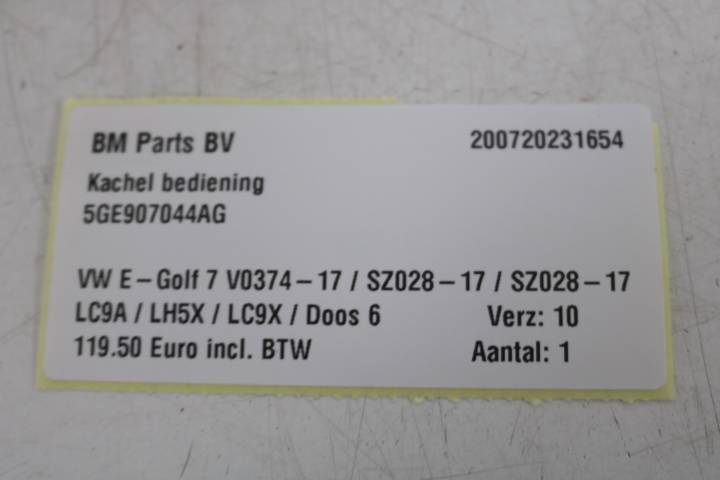 BM Parts BV 200720231654
Kachel bediening
5GE907044AG
VW E-Golf 7 V0374-17 / SZ028-17 / SZ028-17
LC9A / LH5X / LC9X / Doos 6 Verz: 10
119.50 Euro incl. BTW Aantal: 1